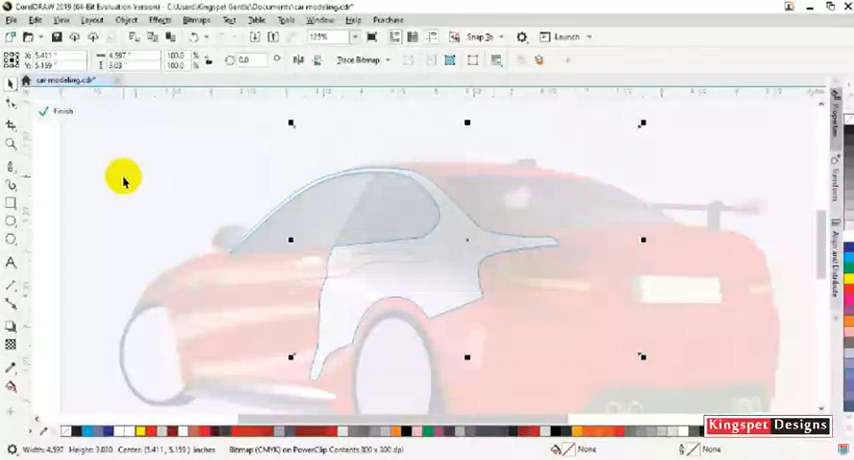 CorelDRAW 2019 (64-Bit Evaluation Version) - C:\Users\Kingspet Gentle\Documents\car modeling.cdr*
File Edit View Layout Object Effects Bitmaps Text Table Tools Window Help Purchase
125% Snap To Launch
X: 5.411 " 4.597 " 100.0 % 0.0 Trace Bitmap
Y: 5.159 " 3.03 " 100.0 %
car modeling.cdr*
Finish
Properties
Transform
Align and Distribute
Kingspet Designs
Width: 4.597 Height: 3.030 Center: (5.411, 5.159) inches Bitmap (CMYK) on PowerClip Contents 300 x 300 dpi None None